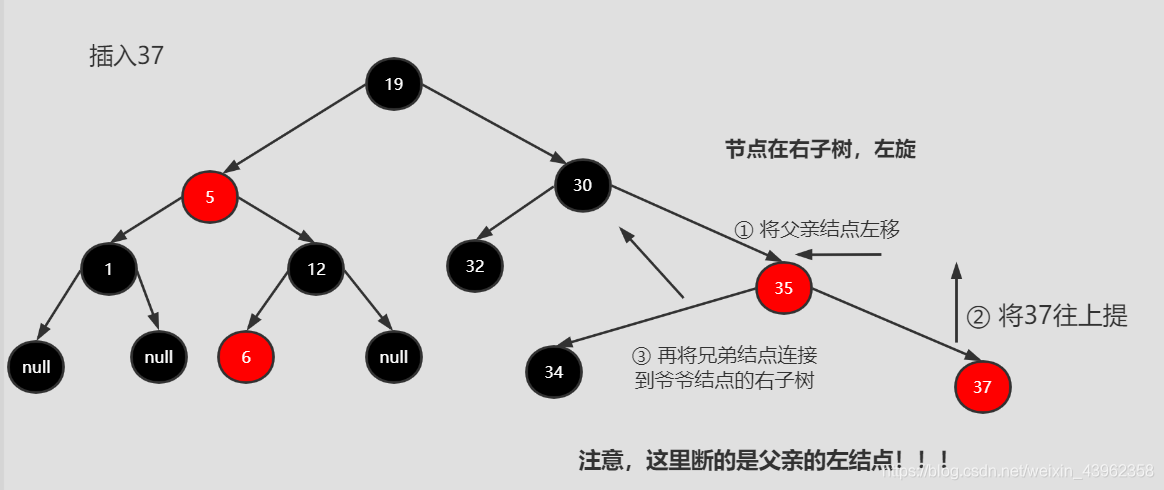 插入37
19
节点在右子树，左旋
5
30
① 将父亲结点左移
1
12
32
35
② 将37往上提
null
null
6
null
34
③ 再将兄弟结点连接
到爷爷结点的右子树
37
注意，这里断的是父亲的左结点！！！
https://blog.csdn.net/weixin_43962358